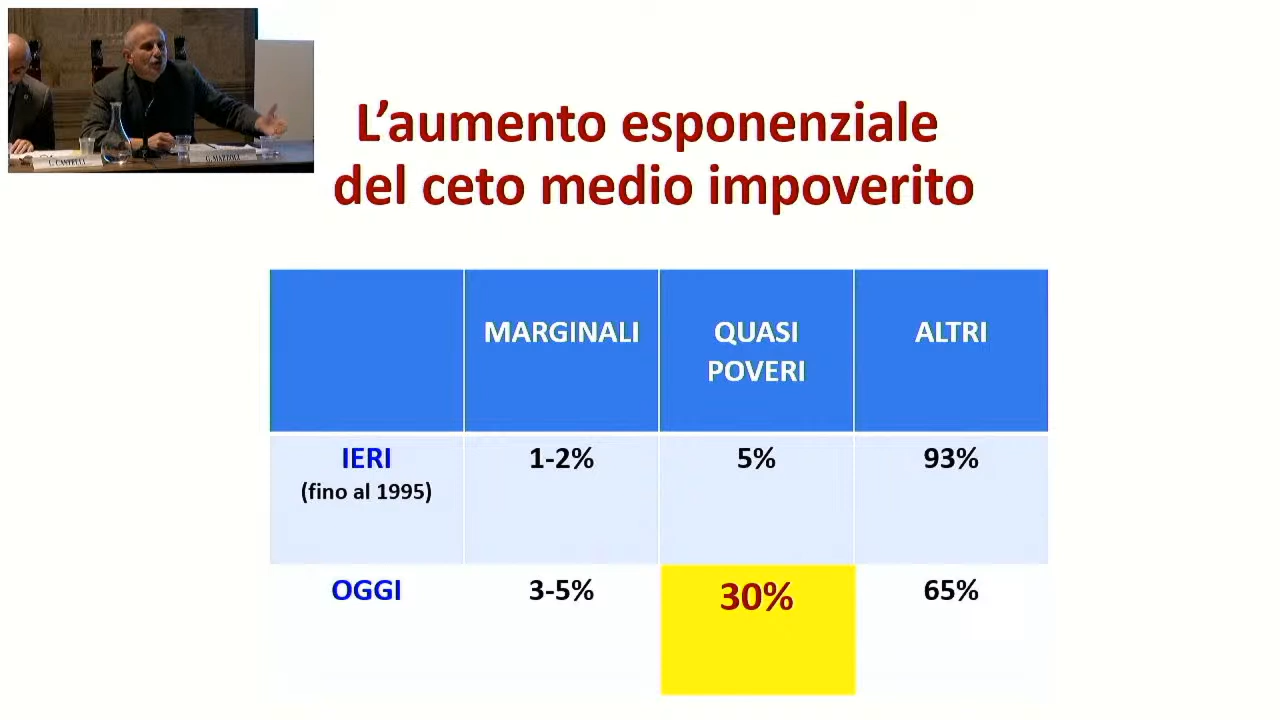 C. CASTELLI
L'aumento esponenziale
del ceto medio impoverito
MARGINALI
QUASI
POVERI
ALTRI
IERI
(fino al 1995)
1-2%
5%
93%
OGGI
3-5%
30%
65%